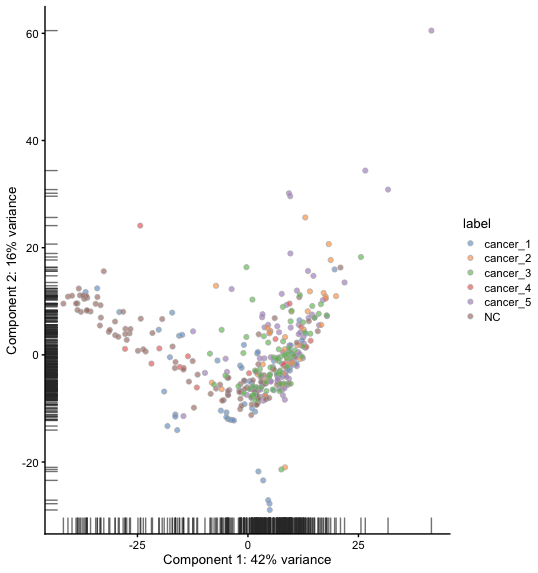 60
40
20
0
-20
Component 2: 16% variance
-25
0
25
Component 1: 42% variance
label
cancer_1
cancer_2
cancer_3
cancer_4
cancer_5
NC